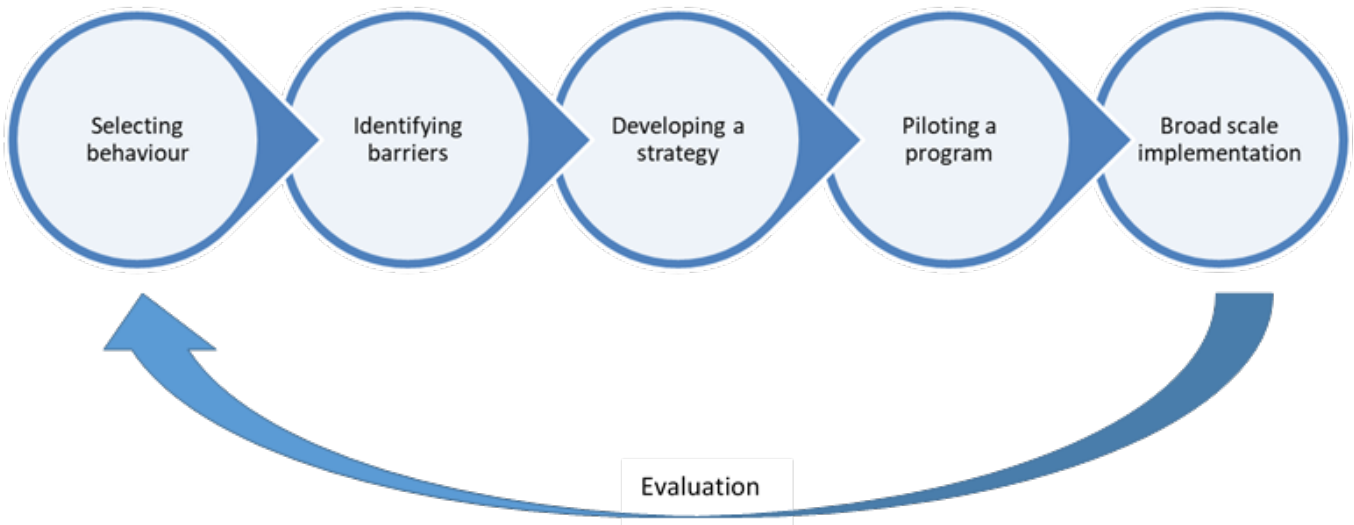 Selecting
behaviour
Identifying
barriers
Developing a
strategy
Piloting a
program
Broad scale
implementation
Evaluation